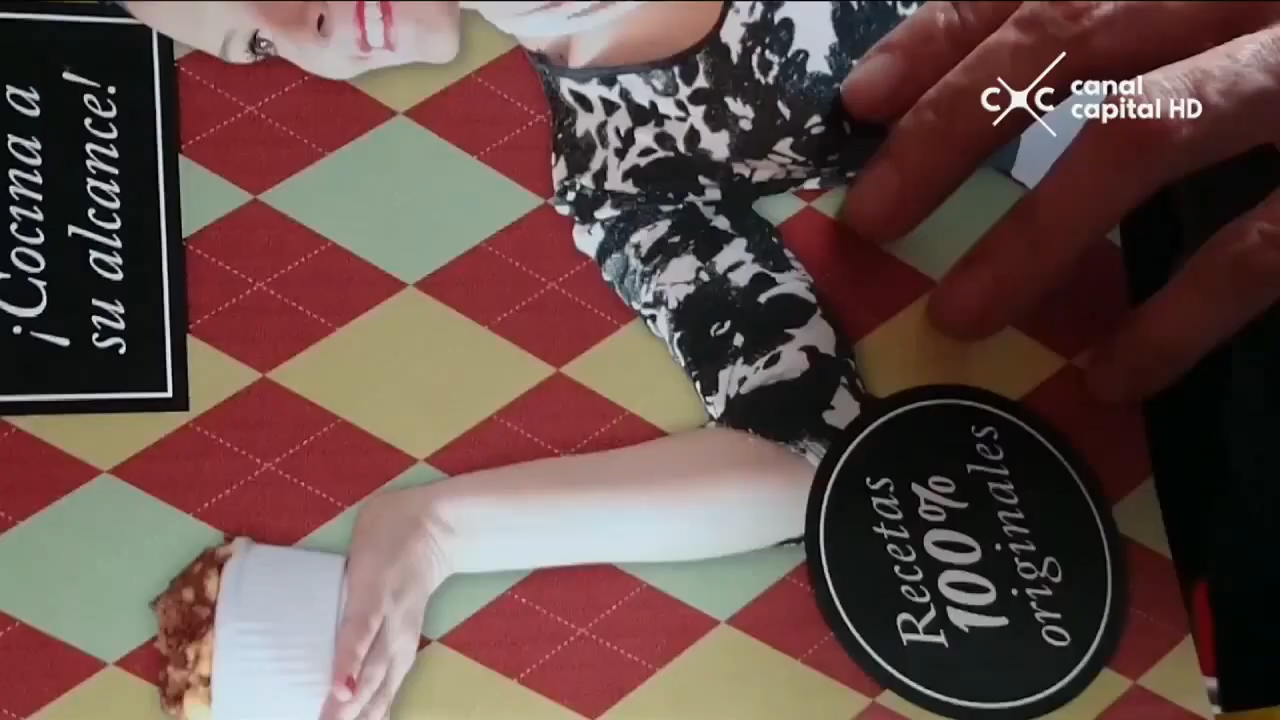 ¡Cocina a
su alcance!
Recetas
100%
originales
canal
capital HD